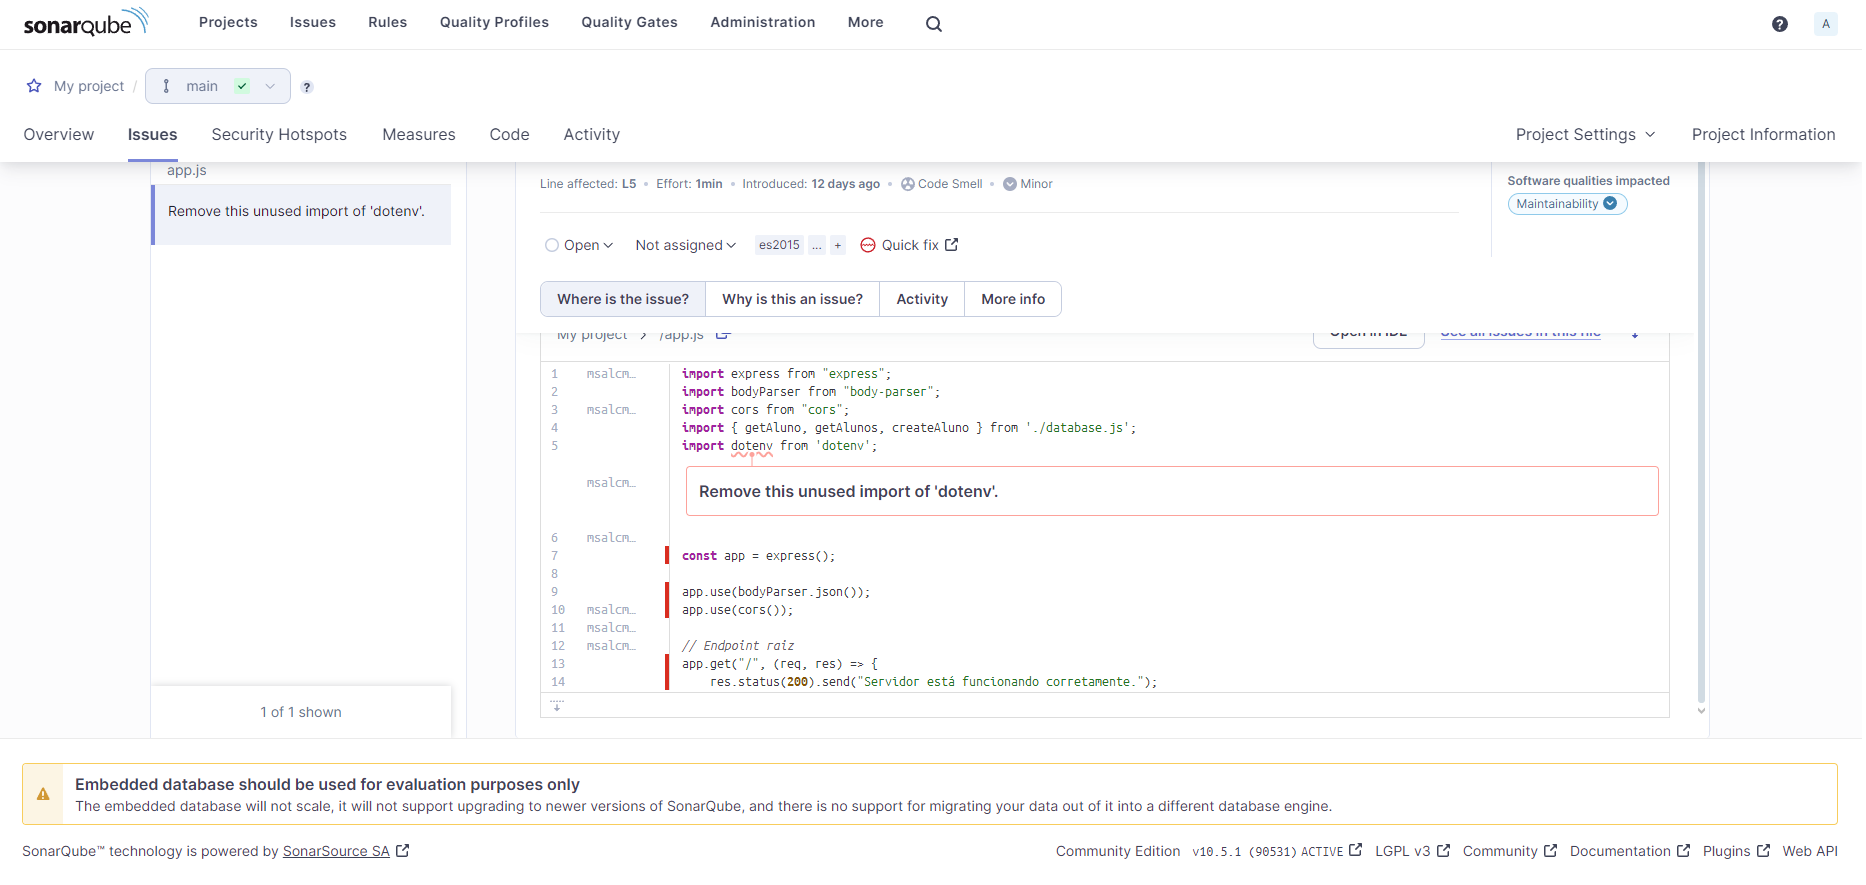 sonarqube Projects Issues Rules Quality Profiles Quality Gates Administration More ? A
My project / main ?
Overview Issues Security Hotspots Measures Code Activity Project Settings Project Information
app.js
Remove this unused import of 'dotenv'.
1 of 1 shown
Line affected: L5 • Effort: 1min • Introduced: 12 days ago • Code Smell • Minor
Software qualities impacted
Maintainability
Open Not assigned es2015 ... + Quick fix
Where is the issue? Why is this an issue? Activity More info
My project > /app.js Open in IDE See all issues in this file
1 msalcm… import express from "express";
2 import bodyParser from "body-parser";
3 msalcm… import cors from "cors";
4 import { getAluno, getAlunos, createAluno } from './database.js';
5 import dotenv from 'dotenv';
msalcm… Remove this unused import of 'dotenv'.
6 msalcm…
7 const app = express();
8
9 app.use(bodyParser.json());
10 msalcm… app.use(cors());
11 msalcm…
12 msalcm… // Endpoint raiz
13 app.get("/", (req, res) => {
14 res.status(200).send("Servidor está funcionando corretamente.");
Embedded database should be used for evaluation purposes only
The embedded database will not scale, it will not support upgrading to newer versions of SonarQube, and there is no support for migrating your data out of it into a different database engine.
SonarQube™ technology is powered by SonarSource SA Community Edition v10.5.1 (90531) ACTIVE LGPL v3 Community Documentation Plugins Web API